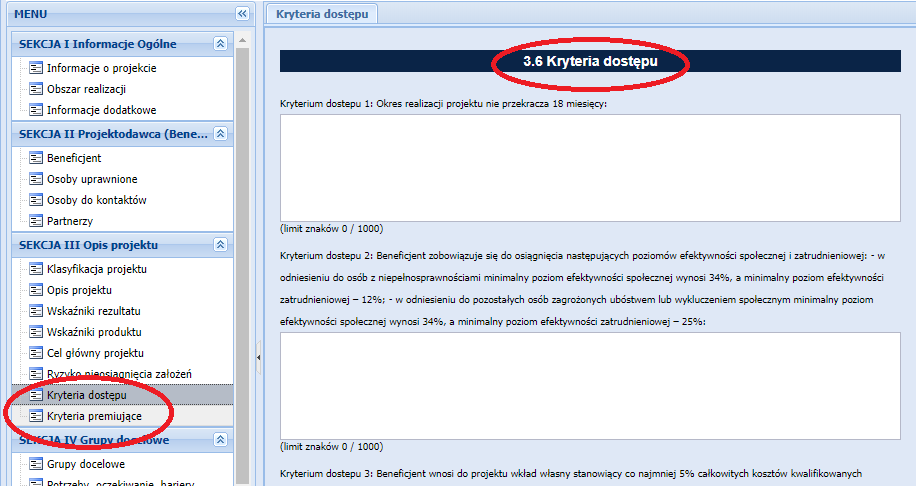 MENU
SEKCJA I Informacje Ogólne
Informacje o projekcie
Obszar realizacji
Informacje dodatkowe
SEKCJA II Projektodawca (Bene...
Beneficjent
Osoby uprawnione
Osoby do kontaktów
Partnerzy
SEKCJA III Opis projektu
Klasyfikacja projektu
Opis projektu
Wskaźniki rezultatu
Wskaźniki produktu
Cel główny projektu
Ryzyko nieosiągnięcia założeń
Kryteria dostępu
Kryteria premiujące
SEKCJA IV Grupy docelowe
Grupy docelowe
Potrzeby, oczekiwanie, bariery
Kryteria dostępu
3.6 Kryteria dostępu
Kryterium dostepu 1: Okres realizacji projektu nie przekracza 18 miesięcy:
(limit znaków 0 / 1000)
Kryterium dostepu 2: Beneficjent zobowiązuje się do osiągnięcia następujących poziomów efektywności społecznej i zatrudnieniowej: - w
odniesieniu do osób z niepełnosprawnościami minimalny poziom efektywności społecznej wynosi 34%, a minimalny poziom efektywności
zatrudnieniowej – 12%; - w odniesieniu do pozostałych osób zagrożonych ubóstwem lub wykluczeniem społecznym minimalny poziom
efektywności społecznej wynosi 34%, a minimalny poziom efektywności zatrudnieniowej – 25%:
(limit znaków 0 / 1000)
Kryterium dostepu 3: Beneficjent wnosi do projektu wkład własny stanowiący co najmniej 5% całkowitych kosztów kwalifikowanych